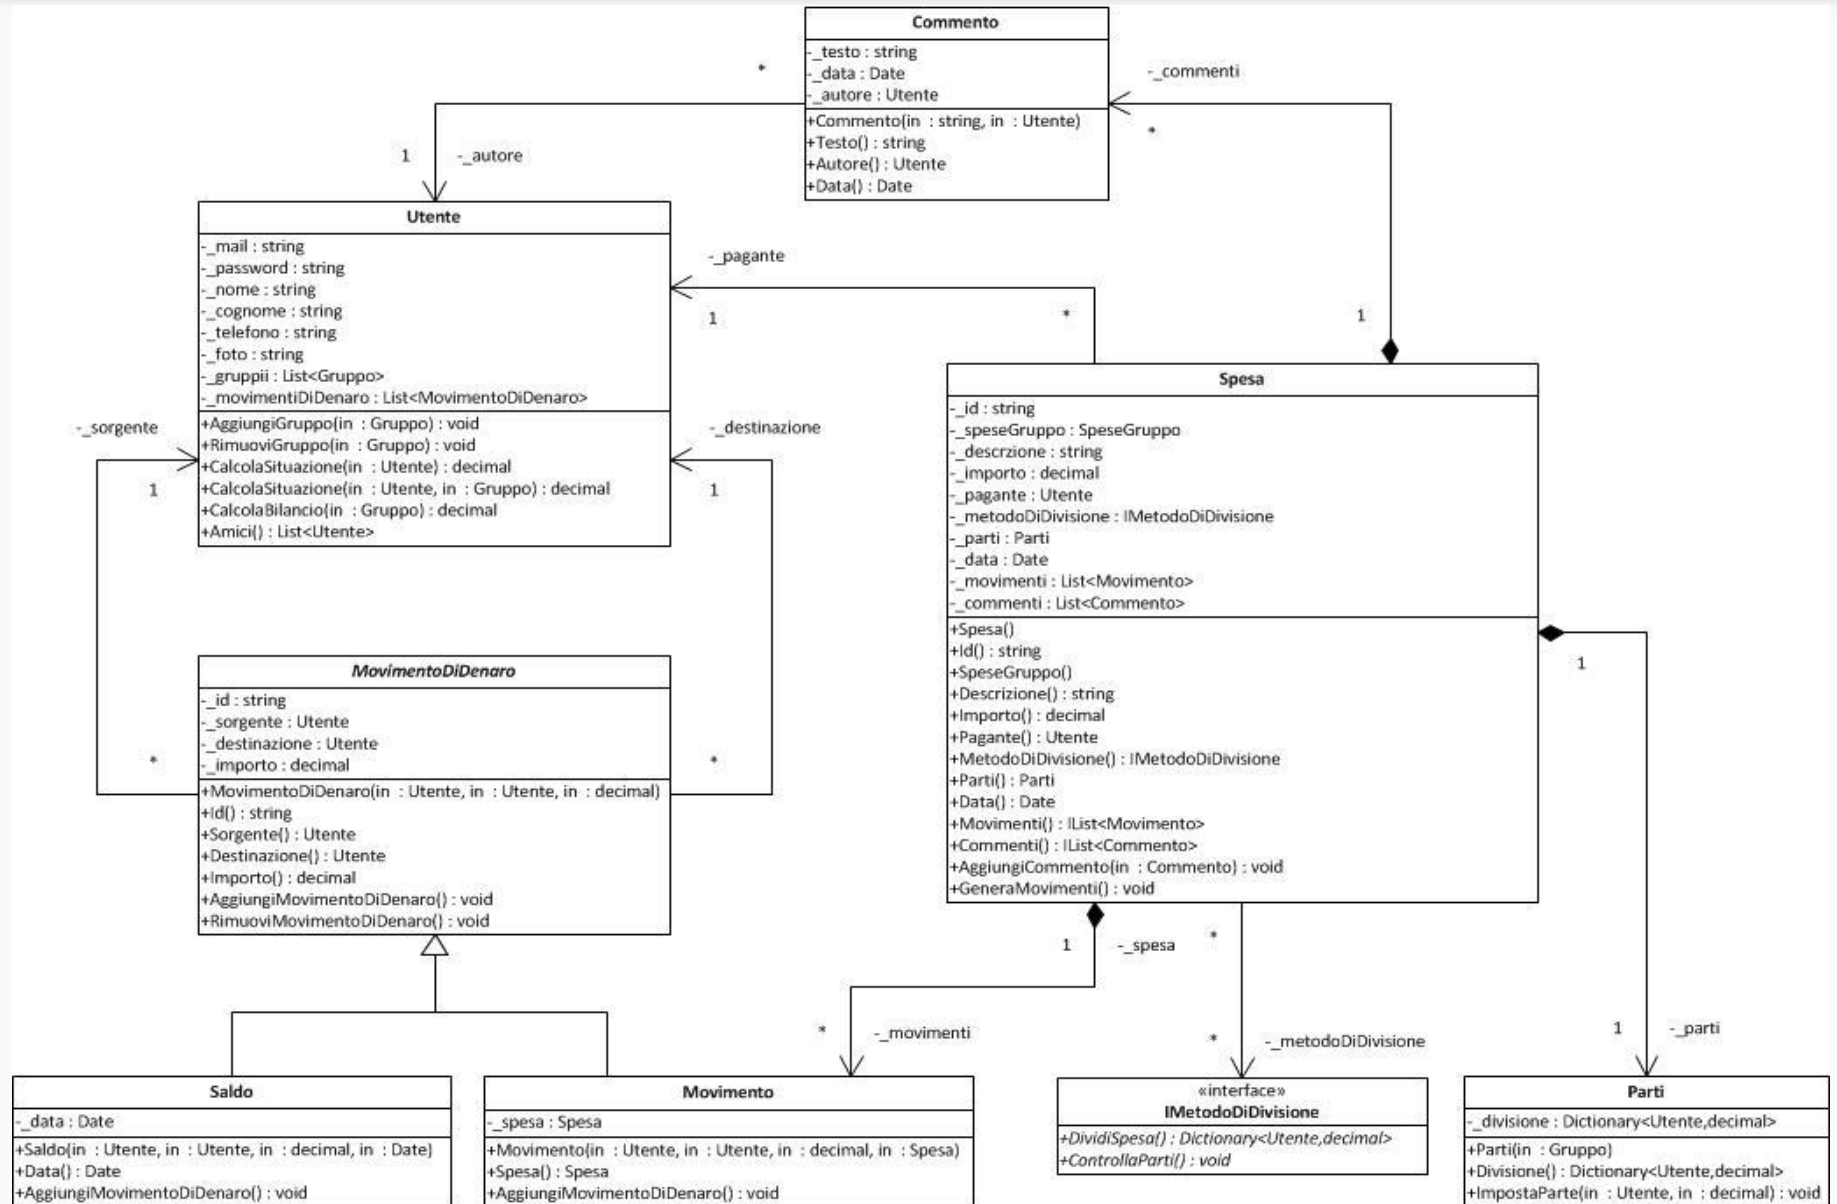 Commento
-_testo : string
-_data : Date
-_autore : Utente
+Commento(in : string, in : Utente)
+Testo() : string
+Autore() : Utente
+Data() : Date
*
-_commenti
*
1
-_autore
Utente
-_mail : string
-_password : string
-_nome : string
-_cognome : string
-_telefono : string
-_foto : string
-_gruppii : List<Gruppo>
-_movimentiDiDenaro : List<MovimentoDiDenaro>
+AggiungiGruppo(in : Gruppo) : void
+RimuoviGruppo(in : Gruppo) : void
+CalcolaSituazione(in : Utente) : decimal
+CalcolaSituazione(in : Utente, in : Gruppo) : decimal
+CalcolaBilancio(in : Gruppo) : decimal
+Amici() : List<Utente>
-_pagante
1
*
1
-_sorgente
1
-_destinazione
1
Spesa
-_id : string
-_speseGruppo : SpeseGruppo
-_descrzione : string
-_importo : decimal
-_pagante : Utente
-_metodoDiDivisione : IMetodoDiDivisione
-_parti : Parti
-_data : Date
-_movimenti : List<Movimento>
-_commenti : List<Commento>
+Spesa()
+Id() : string
+SpeseGruppo()
+Descrizione() : string
+Importo() : decimal
+Pagante() : Utente
+MetodoDiDivisione() : IMetodoDiDivisione
+Parti() : Parti
+Data() : Date
+Movimenti() : IList<Movimento>
+Commenti() : IList<Commento>
+AggiungiCommento(in : Commento) : void
+GeneraMovimenti() : void
1
MovimentoDiDenaro
-_id : string
-_sorgente : Utente
-_destinazione : Utente
-_importo : decimal
+MovimentoDiDenaro(in : Utente, in : Utente, in : decimal)
+Id() : string
+Sorgente() : Utente
+Destinazione() : Utente
+Importo() : decimal
+AggiungiMovimentoDiDenaro() : void
+RimuoviMovimentoDiDenaro() : void
*
*
1
-_spesa
*
*
-_movimenti
*
-_metodoDiDivisione
1
-_parti
Saldo
-_data : Date
+Saldo(in : Utente, in : Utente, in : decimal, in : Date)
+Data() : Date
+AggiungiMovimentoDiDenaro() : void
Movimento
-_spesa : Spesa
+Movimento(in : Utente, in : Utente, in : decimal, in : Spesa)
+Spesa() : Spesa
+AggiungiMovimentoDiDenaro() : void
«interface»
IMetodoDiDivisione
+DividiSpesa() : Dictionary<Utente,decimal>
+ControllaParti() : void
Parti
-_divisione : Dictionary<Utente,decimal>
+Parti(in : Gruppo)
+Divisione() : Dictionary<Utente,decimal>
+ImpostaParte(in : Utente, in : decimal) : void